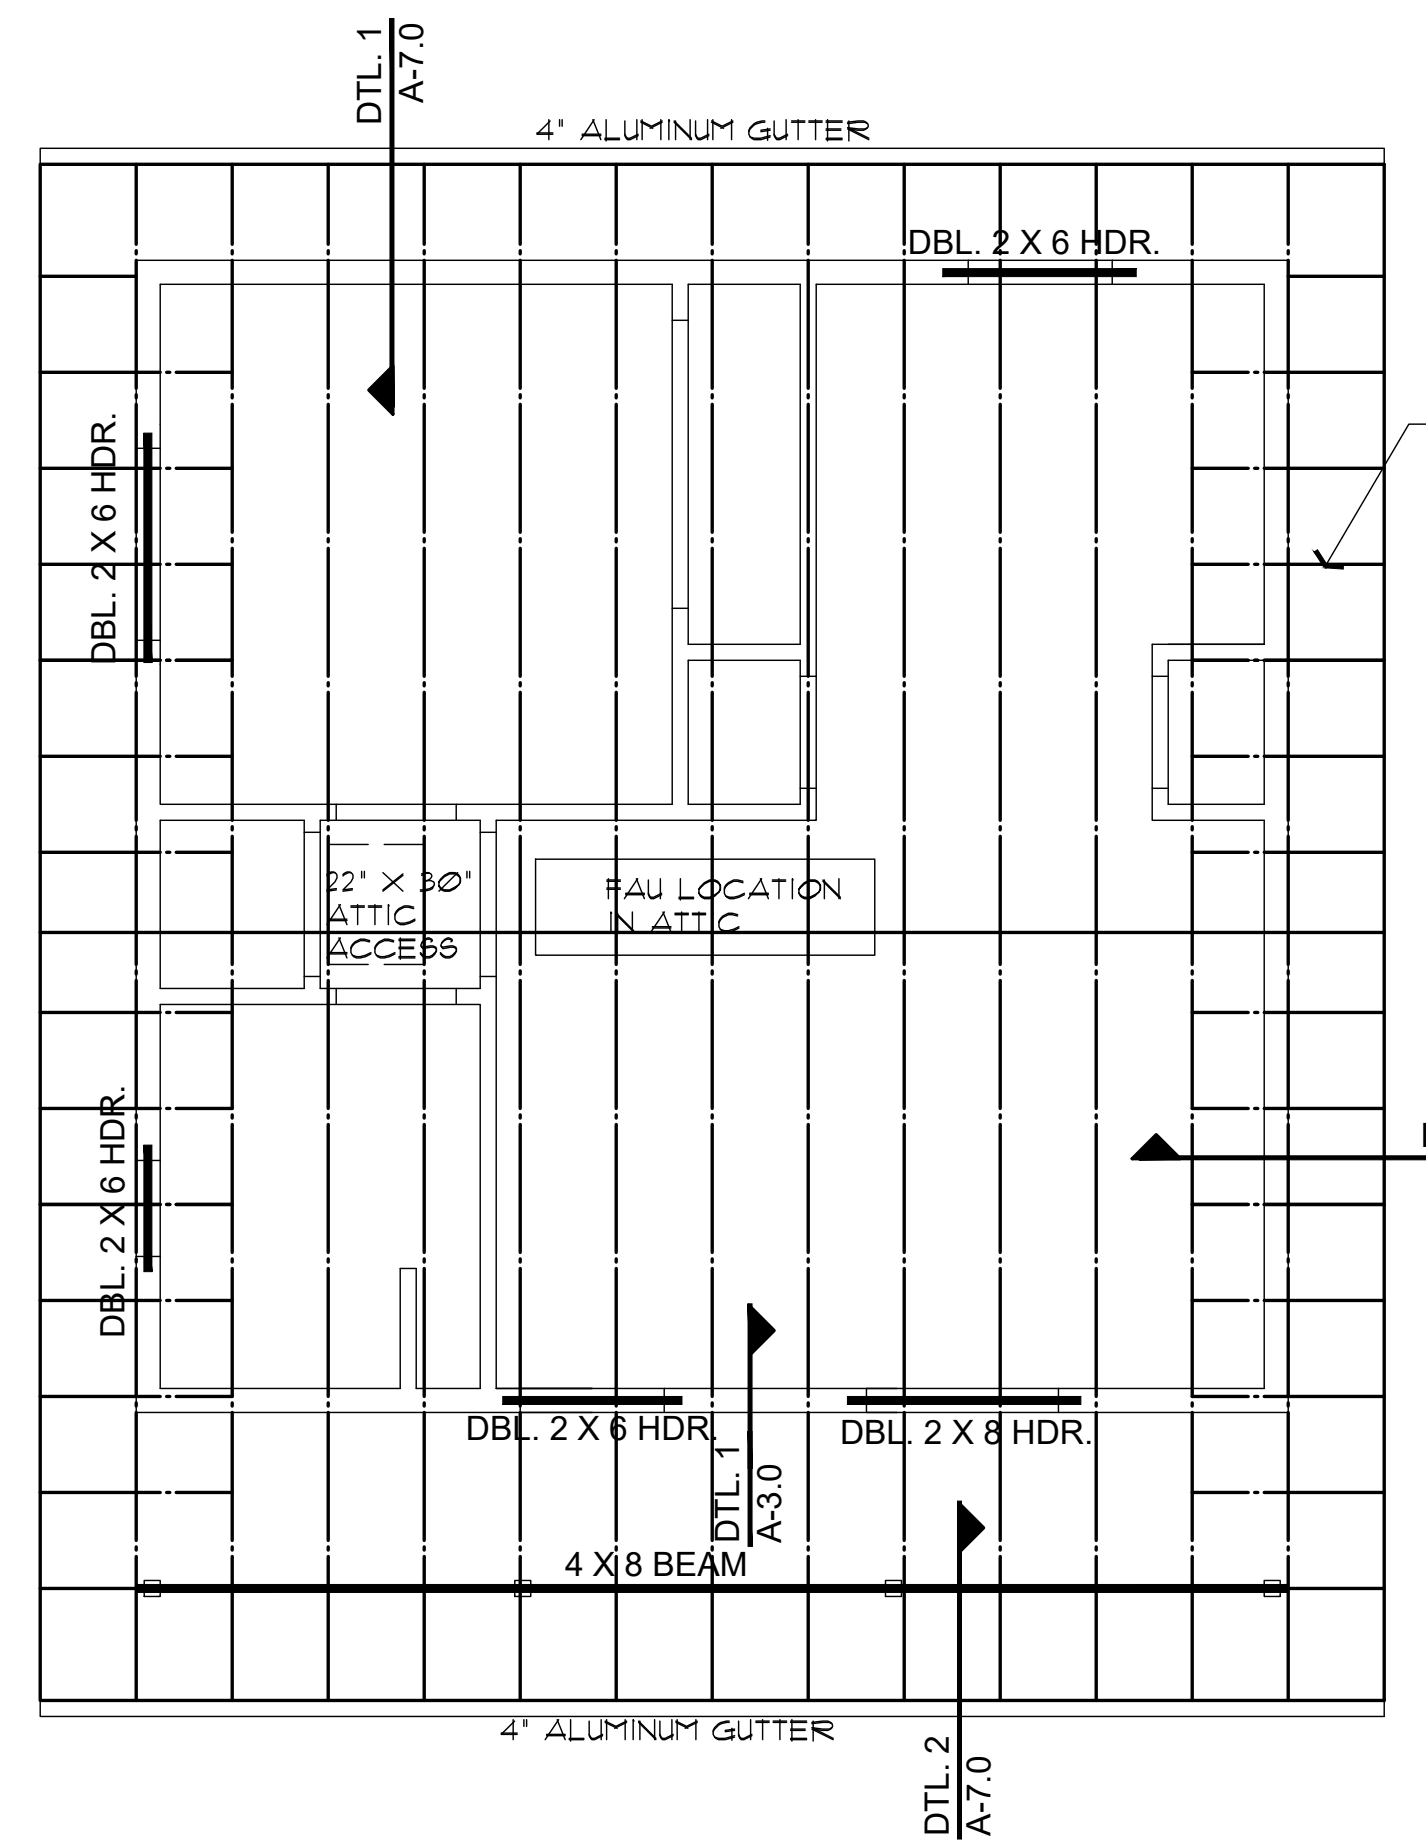 DTL. 1
A-7.0
4" ALUMINUM GUTTER
DBL. 2 X 6 HDR.
DBL. 2 X 6 HDR.
22" X 30"
ATTIC
ACCESS
FAU LOCATION
IN ATTIC
DBL. 2 X 6 HDR.
DBL. 2 X 6 HDR.
DBL. 2 X 8 HDR.
DTL. 1
A-3.0
4 X 8 BEAM
4" ALUMINUM GUTTER
DTL. 2
A-7.0